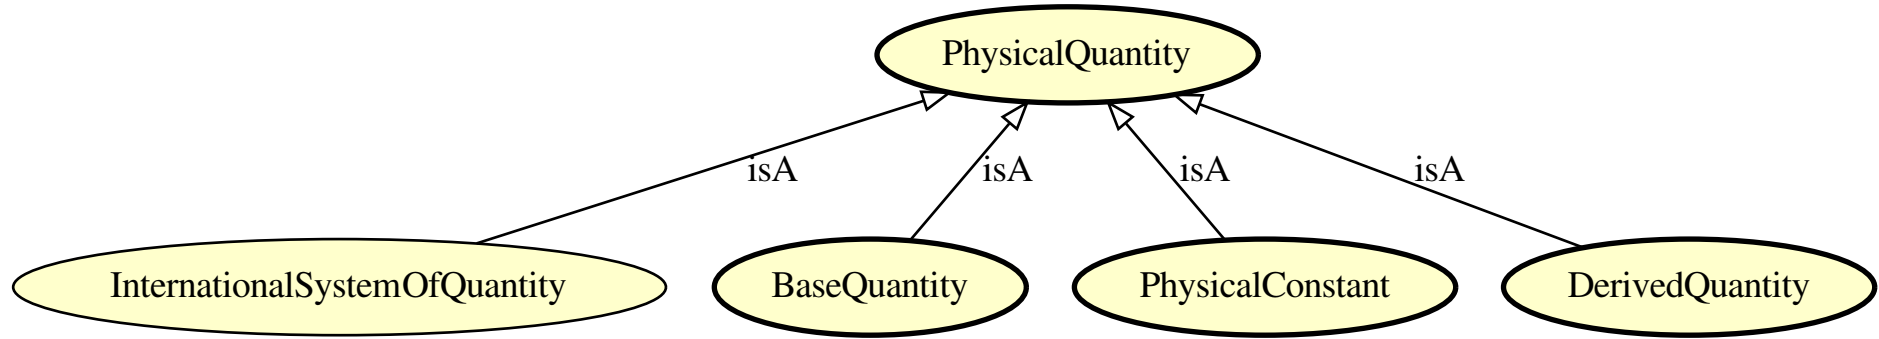 PhysicalQuantity
isA
isA
isA
isA
InternationalSystemOfQuantity
BaseQuantity
PhysicalConstant
DerivedQuantity